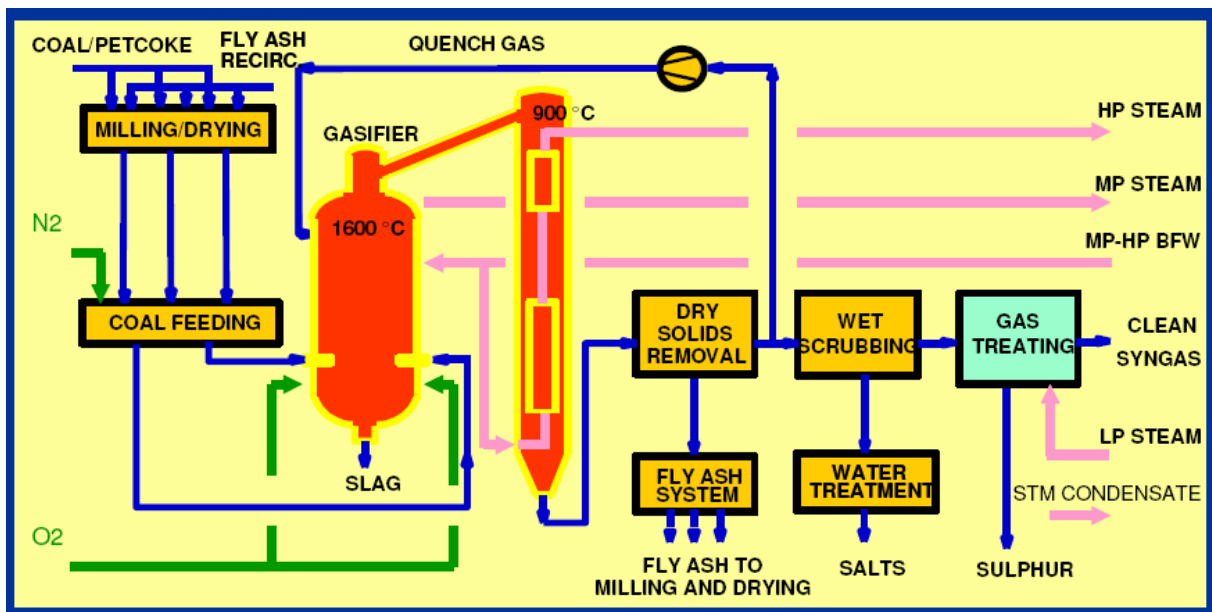 COAL/PETCOKE
FLY ASH
RECIRC.
QUENCH GAS
MILLING/DRYING
GASIFIER
900 °C
HP STEAM
MP STEAM
N2
1600 °C
MP-HP BFW
COAL FEEDING
DRY
SOLIDS
REMOVAL
WET
SCRUBBING
GAS
TREATING
CLEAN
SYNGAS
LP STEAM
SLAG
FLY ASH
SYSTEM
WATER
TREATMENT
STM CONDENSATE
O2
FLY ASH TO
MILLING AND DRYING
SALTS
SULPHUR